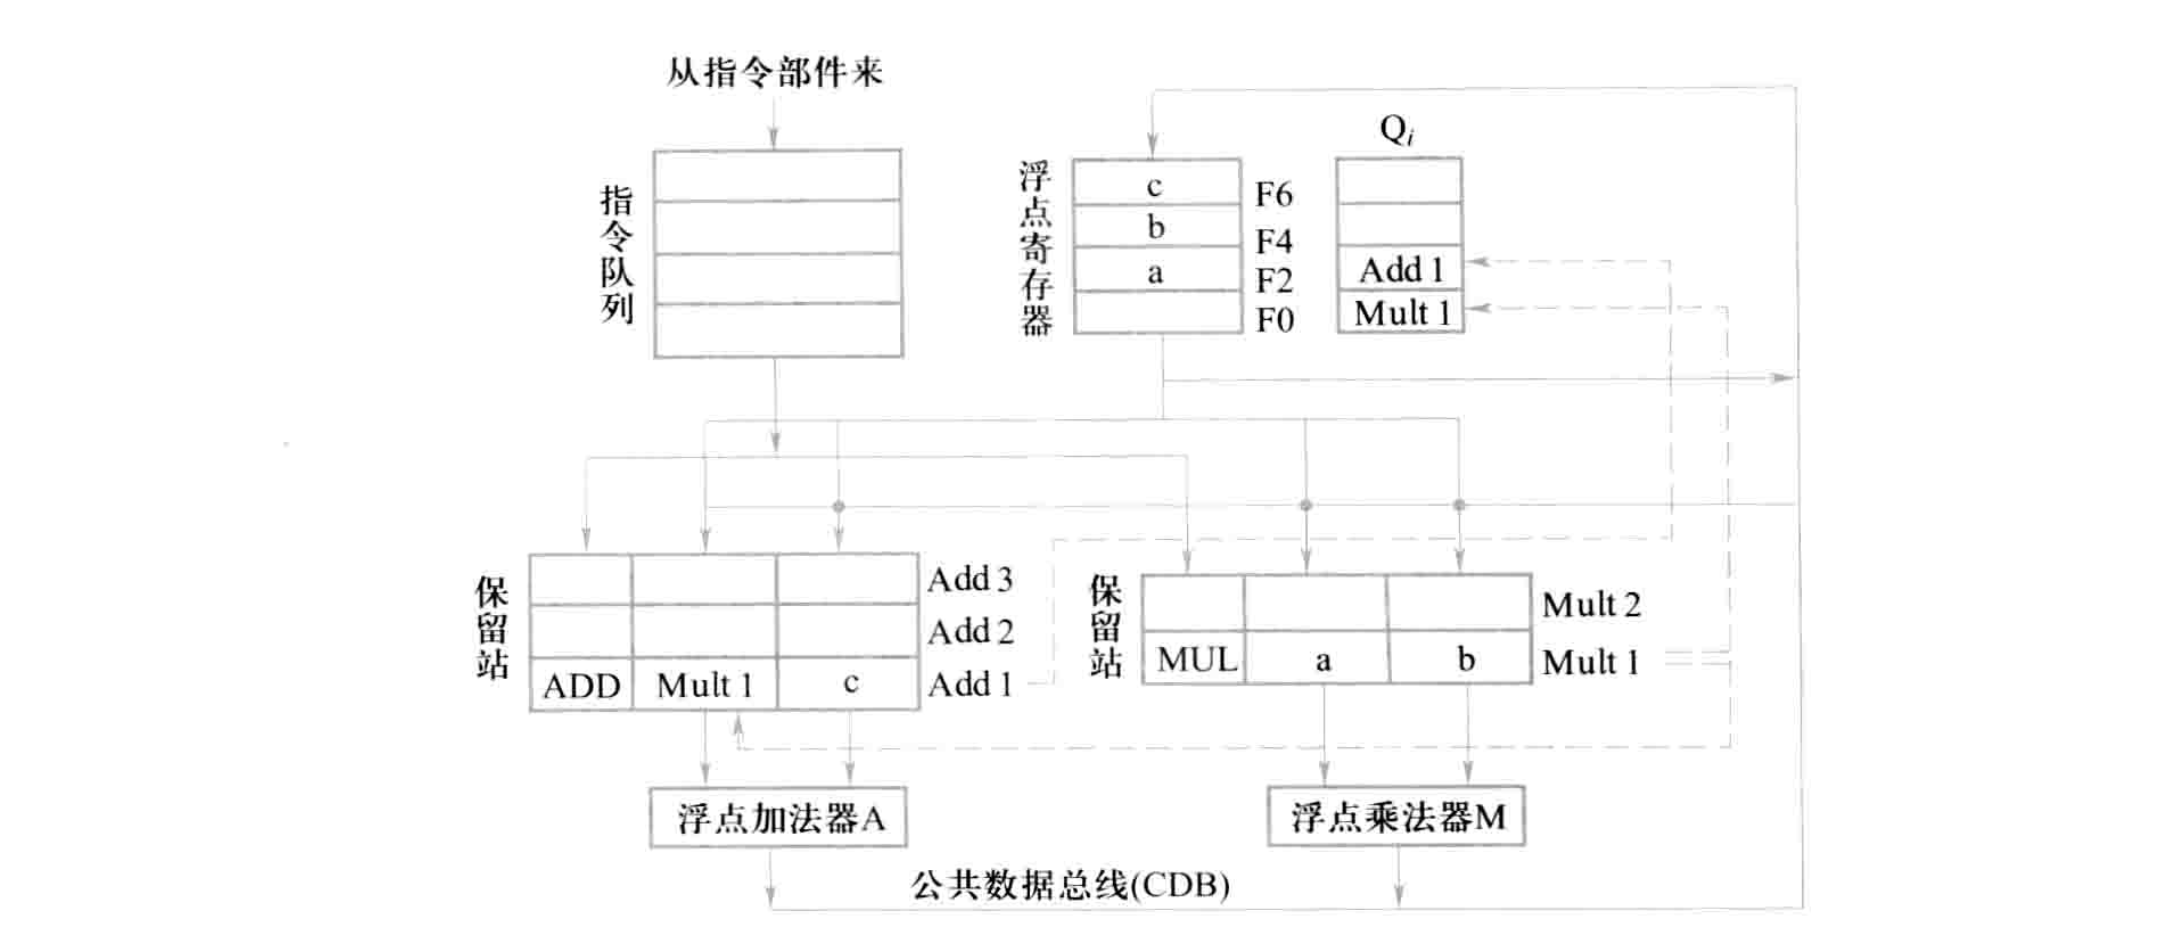 从指令部件来
指令队列
浮点寄存器
Qi
c F6
b F4
a F2 Add 1
F0 Mult 1
保留站
Add 3
Add 2
ADD Mult 1 c Add 1
保留站
Mult 2
MUL a b Mult 1
浮点加法器A
浮点乘法器M
公共数据总线(CDB)